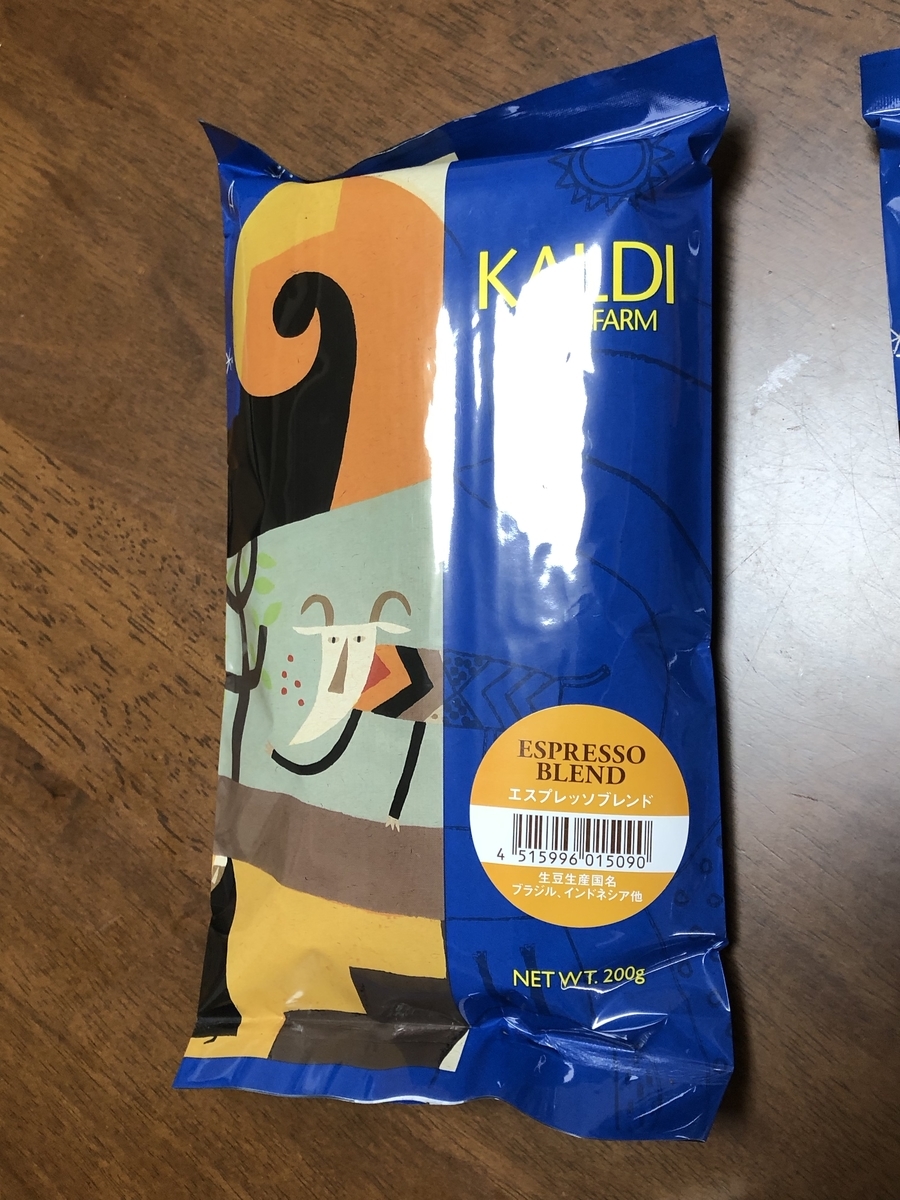 KALDI
FARM
ESPRESSO
BLEND
エスプレッソブレンド
4 515996 015090
生豆生産国名
ブラジル、インドネシア他
NET WT. 200g